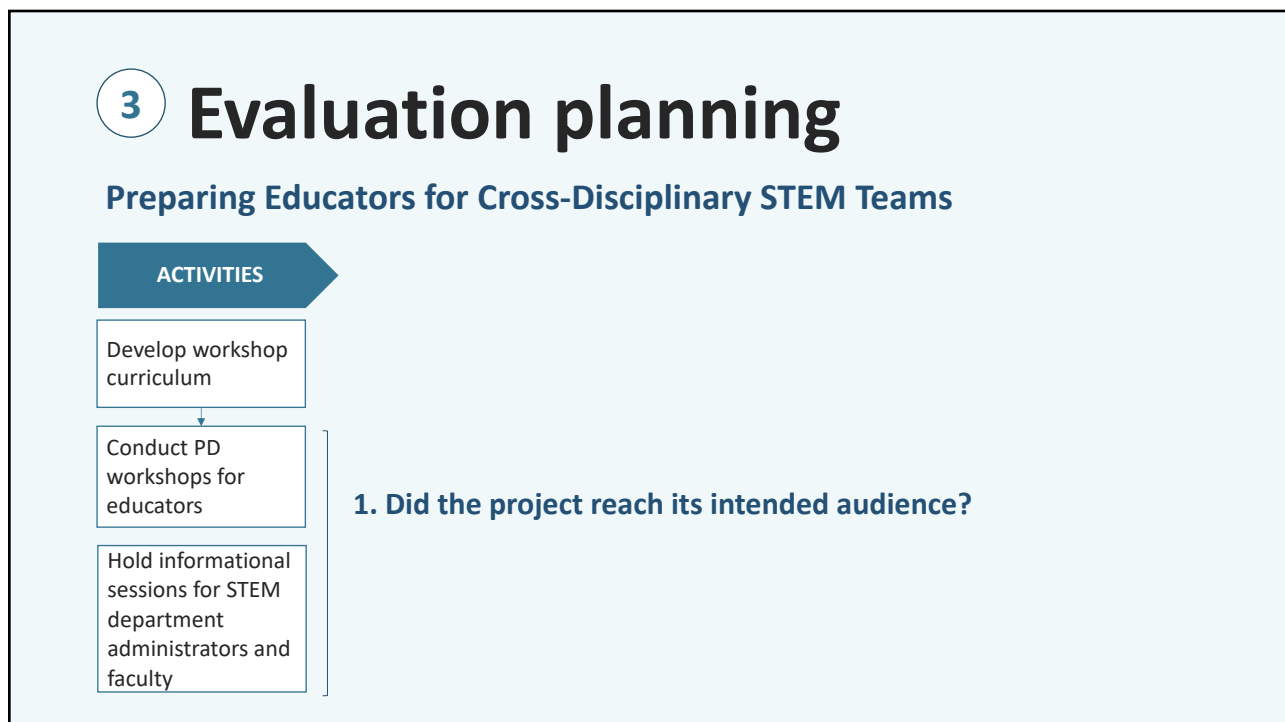 3 Evaluation planning
Preparing Educators for Cross-Disciplinary STEM Teams
ACTIVITIES
Develop workshop
curriculum
Conduct PD
workshops for
educators
1. Did the project reach its intended audience?
Hold informational
sessions for STEM
department
administrators and
faculty